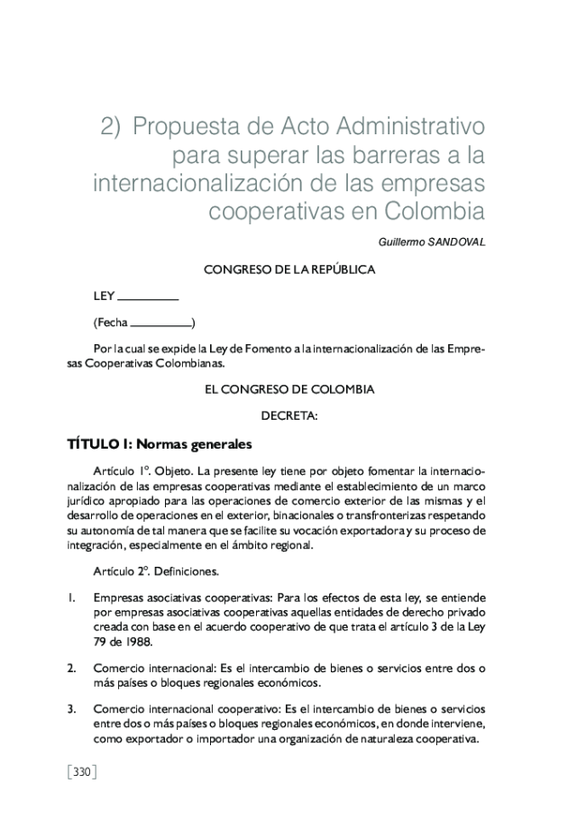 2) Propuesta de Acto Administrativo
para superar las barreras a la
internacionalización de las empresas
cooperativas en Colombia
Guillermo SANDOVAL
CONGRESO DE LA REPÚBLICA
LEY __________
(Fecha __________)
Por la cual se expide la Ley de Fomento a la internacionalización de las Empre-
sas Cooperativas Colombianas.
EL CONGRESO DE COLOMBIA
DECRETA:
TÍTULO I: Normas generales
Artículo 1º. Objeto. La presente ley tiene por objeto fomentar la internacio-
nalización de las empresas cooperativas mediante el establecimiento de un marco
jurídico apropiado para las operaciones de comercio exterior de las mismas y el
desarrollo de operaciones en el exterior, binacionales o transfronterizas respetando
su autonomía de tal manera que se facilite su vocación exportadora y su proceso de
integración, especialmente en el ámbito regional.
Artículo 2º. Definiciones.
1. Empresas asociativas cooperativas: Para los efectos de esta ley, se entiende
por empresas asociativas cooperativas aquellas entidades de derecho privado
creada con base en el acuerdo cooperativo de que trata el artículo 3 de la Ley
79 de 1988.
2. Comercio internacional: Es el intercambio de bienes o servicios entre dos o
más países o bloques regionales económicos.
3. Comercio internacional cooperativo: Es el intercambio de bienes o servicios
entre dos o más países o bloques regionales económicos, en donde interviene,
como exportador o importador una organización de naturaleza cooperativa.
[330]